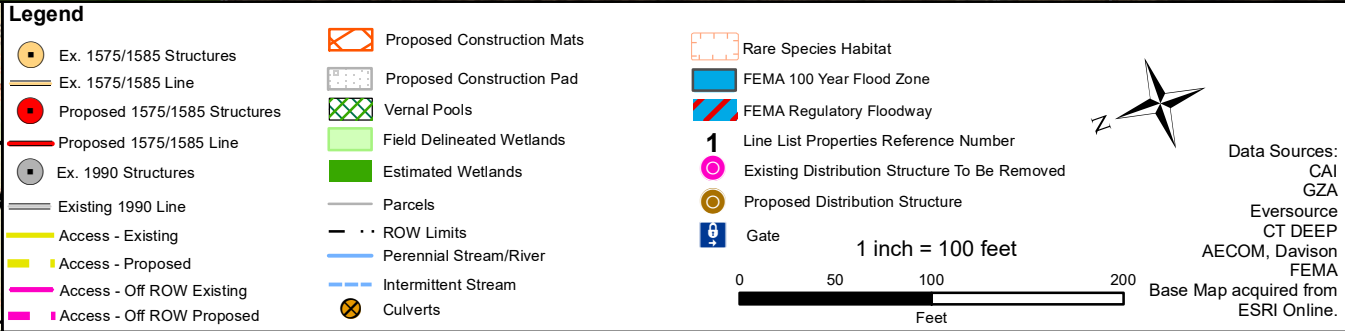 Legend
Ex. 1575/1585 Structures
Ex. 1575/1585 Line
Proposed 1575/1585 Structures
Proposed 1575/1585 Line
Ex. 1990 Structures
Existing 1990 Line
Access - Existing
Access - Proposed
Access - Off ROW Existing
Access - Off ROW Proposed
Proposed Construction Mats
Proposed Construction Pad
Vernal Pools
Field Delineated Wetlands
Estimated Wetlands
Parcels
ROW Limits
Perennial Stream/River
Intermittent Stream
Culverts
Rare Species Habitat
FEMA 100 Year Flood Zone
FEMA Regulatory Floodway
1 Line List Properties Reference Number
Existing Distribution Structure To Be Removed
Proposed Distribution Structure
Gate
1 inch = 100 feet
0 50 100 200
Feet
N
Data Sources:
CAI
GZA
Eversource
CT DEEP
AECOM, Davison
FEMA
Base Map acquired from
ESRI Online.